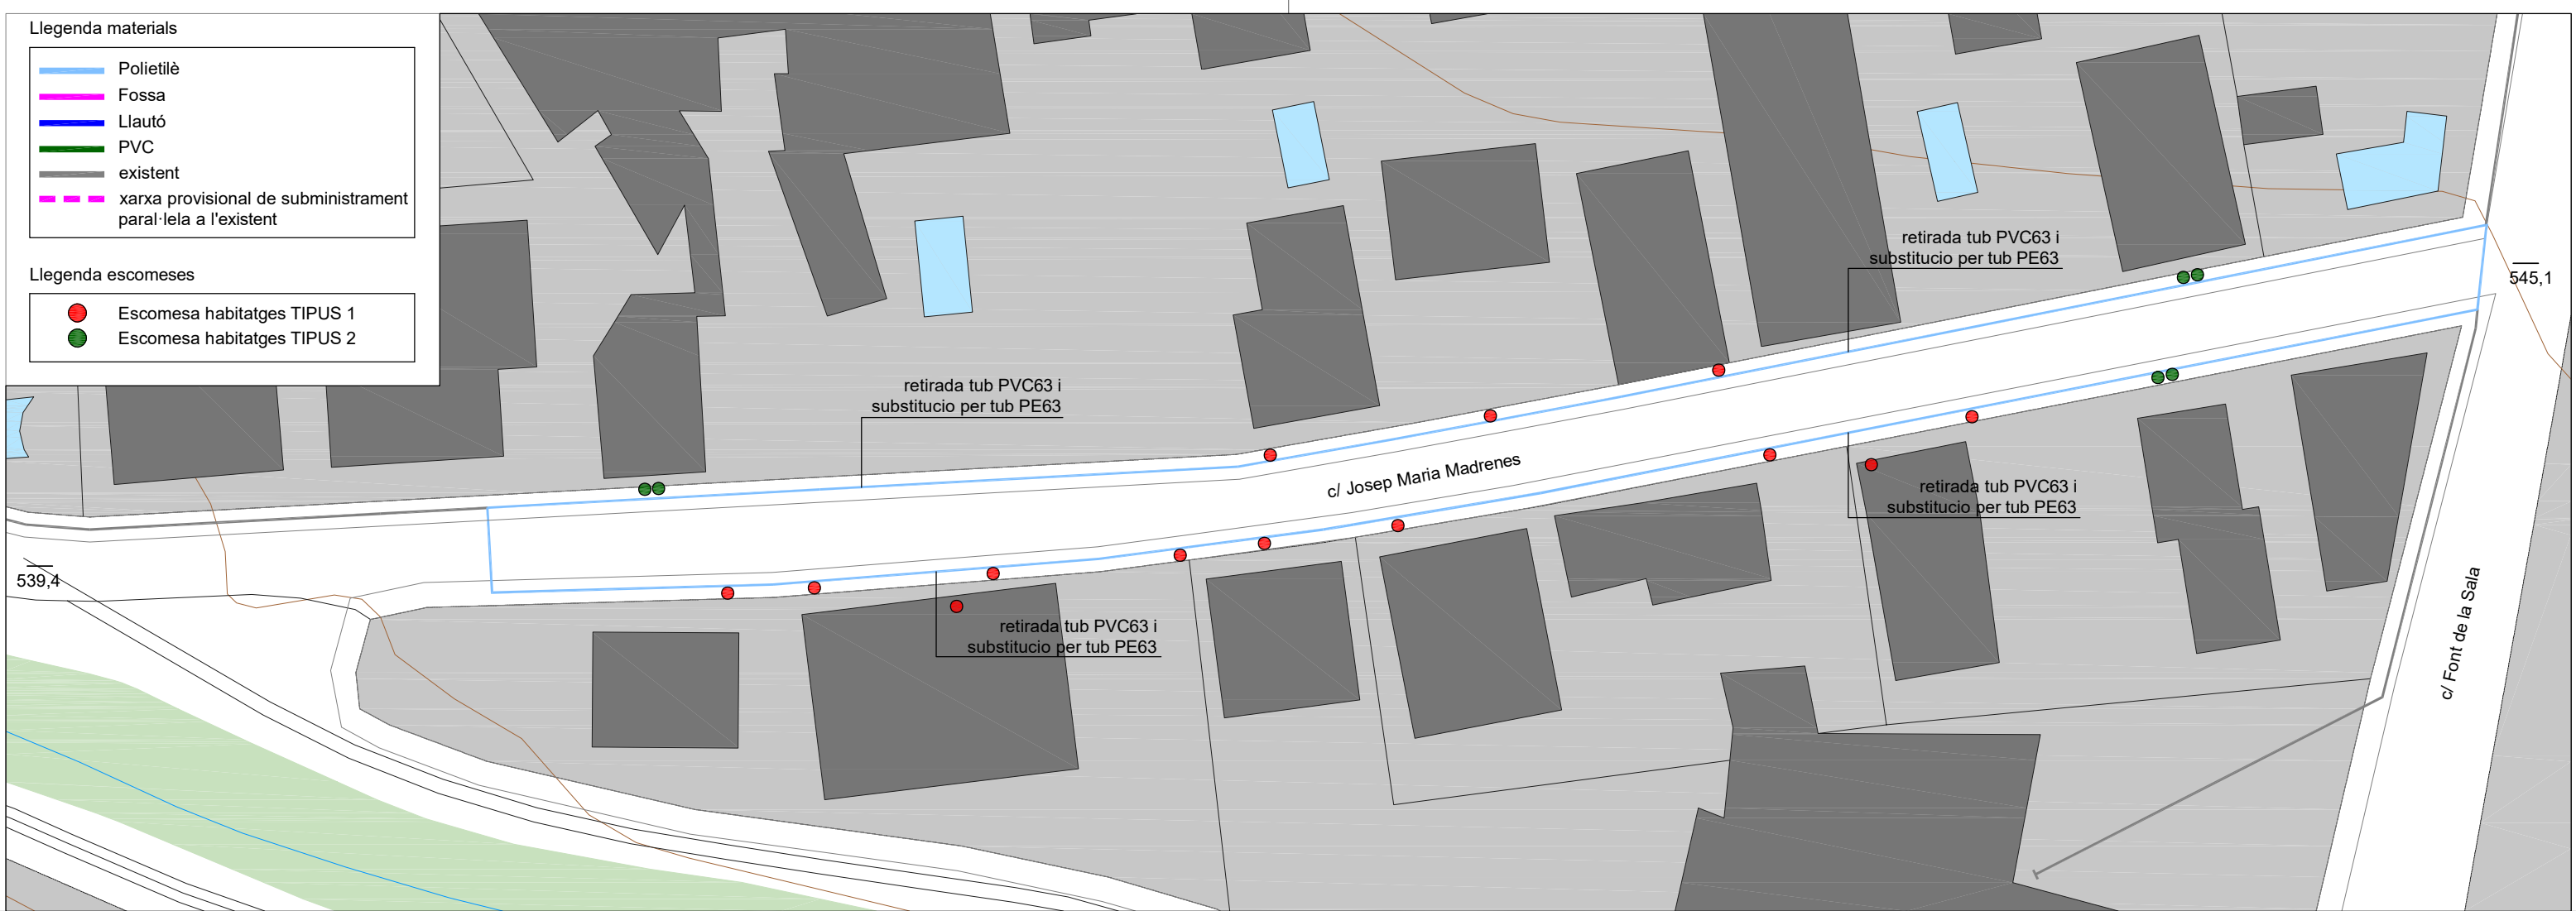 Llegenda materials
Polietilè
Fossa
Llautó
PVC
existent
xarxa provisional de subministrament
paral·lela a l'existent
Llegenda escomeses
Escomesa habitatges TIPUS 1
Escomesa habitatges TIPUS 2
retirada tub PVC63 i
substitucio per tub PE63
545,1
retirada tub PVC63 i
substitucio per tub PE63
c/ Josep Maria Madrenes
retirada tub PVC63 i
substitucio per tub PE63
539,4
retirada tub PVC63 i
substitucio per tub PE63
c/ Font de la Sala